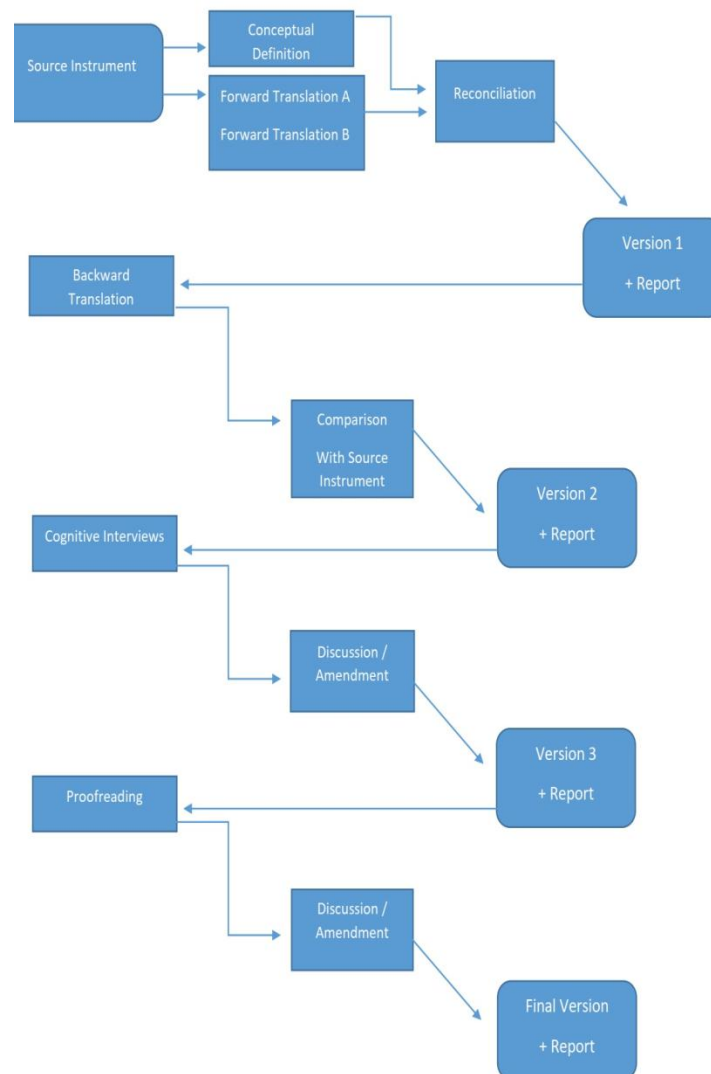 Source Instrument
Conceptual
Definition
Forward Translation A
Forward Translation B
Reconciliation
Version 1
+ Report
Backward
Translation
Comparison
With Source
Instrument
Version 2
+ Report
Cognitive Interviews
Discussion /
Amendment
Version 3
+ Report
Proofreading
Discussion /
Amendment
Final Version
+ Report